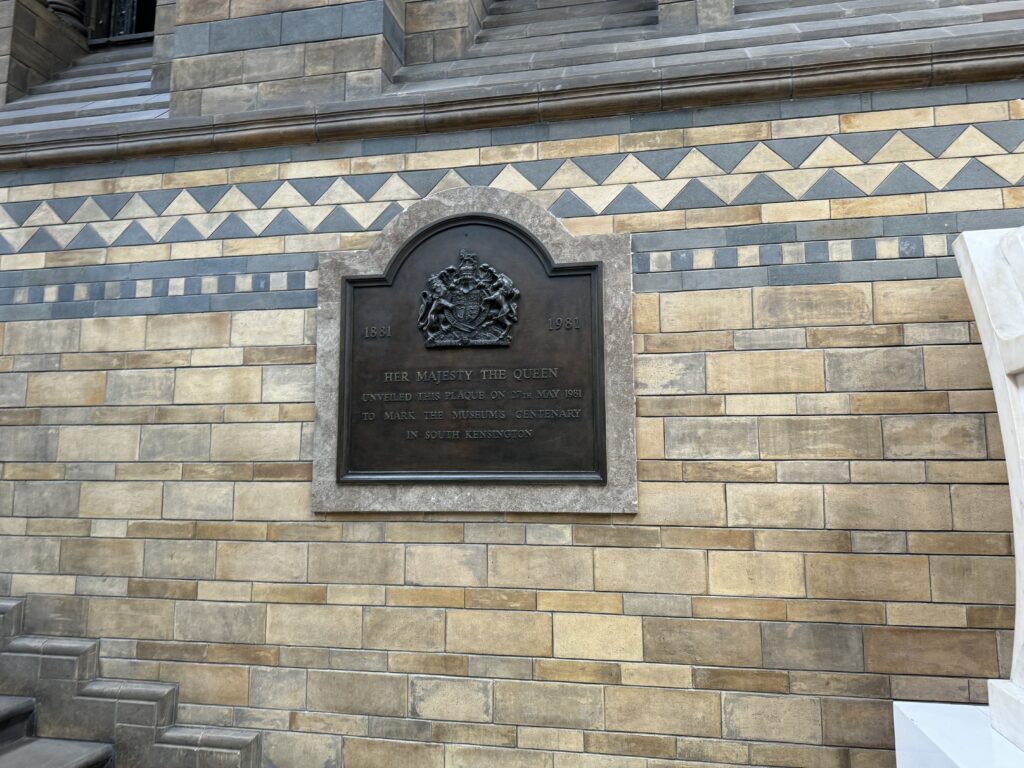 1881 1981
HER MAJESTY THE QUEEN
UNVEILED THIS PLAQUE ON 27TH MAY 1981
TO MARK THE MUSEUM'S CENTENARY
IN SOUTH KENSINGTON